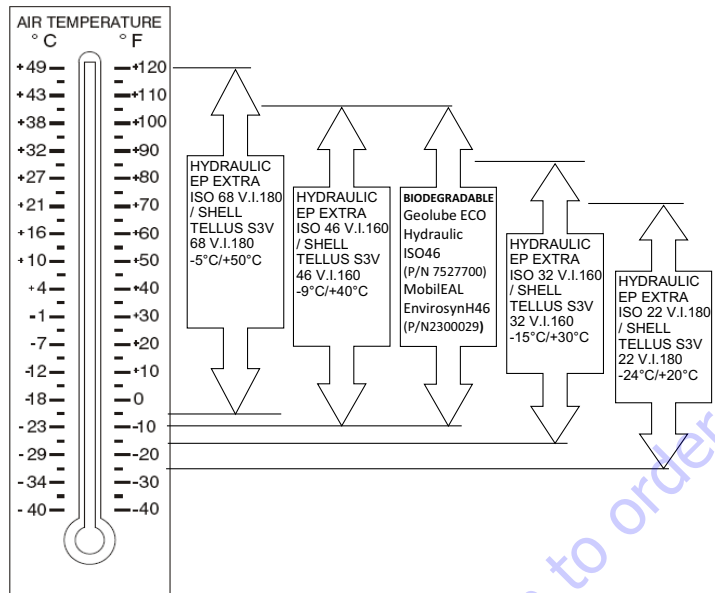 AIR TEMPERATURE
° C ° F
+49 +120
+43 +110
+38 +100
+32 +90
+27 +80
+21 +70
+16 +60
+10 +50
+4 +40
-1 +30
-7 +20
-12 +10
-18 0
-23 -10
-29 -20
-34 -30
-40 -40
HYDRAULIC
EP EXTRA
ISO 68 V.I.180
/ SHELL
TELLUS S3V
68 V.I.180
-5°C/+50°C
HYDRAULIC
EP EXTRA
ISO 46 V.I.160
/ SHELL
TELLUS S3V
46 V.I.160
-9°C/+40°C
BIODEGRADABLE
Geolube ECO
Hydraulic
ISO46
(P/N 7527700)
MobilEAL
EnvirosynH46
(P/N2300029)
HYDRAULIC
EP EXTRA
ISO 32 V.I.160
/ SHELL
TELLUS S3V
32 V.I.160
-15°C/+30°C
HYDRAULIC
EP EXTRA
ISO 22 V.I.180
/ SHELL
TELLUS S3V
22 V.I.180
-24°C/+20°C
to order